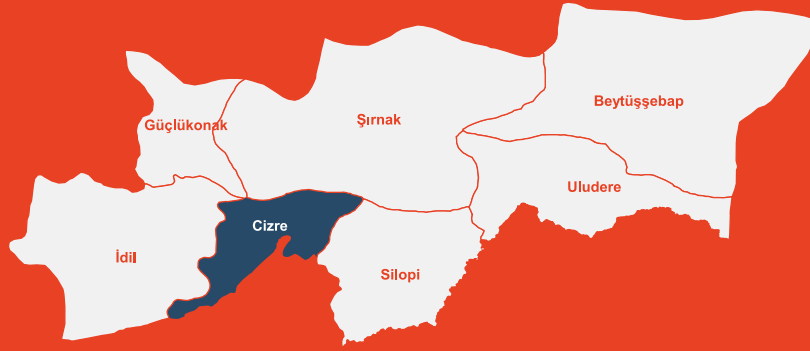 Beytüşşebap
Şırnak
Güçlükonak
Uludere
Cizre
İdil
Silopi